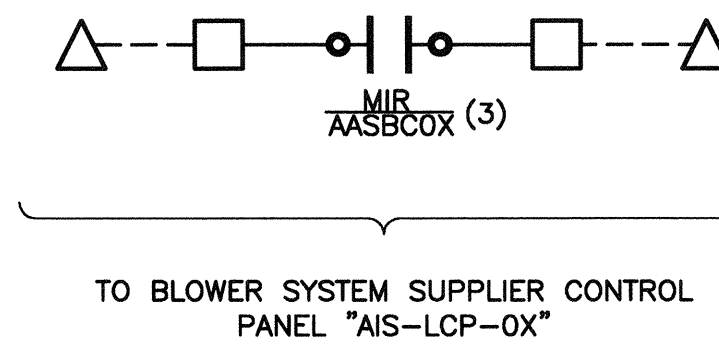 MIR
AASBC0X (3)
TO BLOWER SYSTEM SUPPLIER CONTROL
PANEL "AIS-LCP-0X"